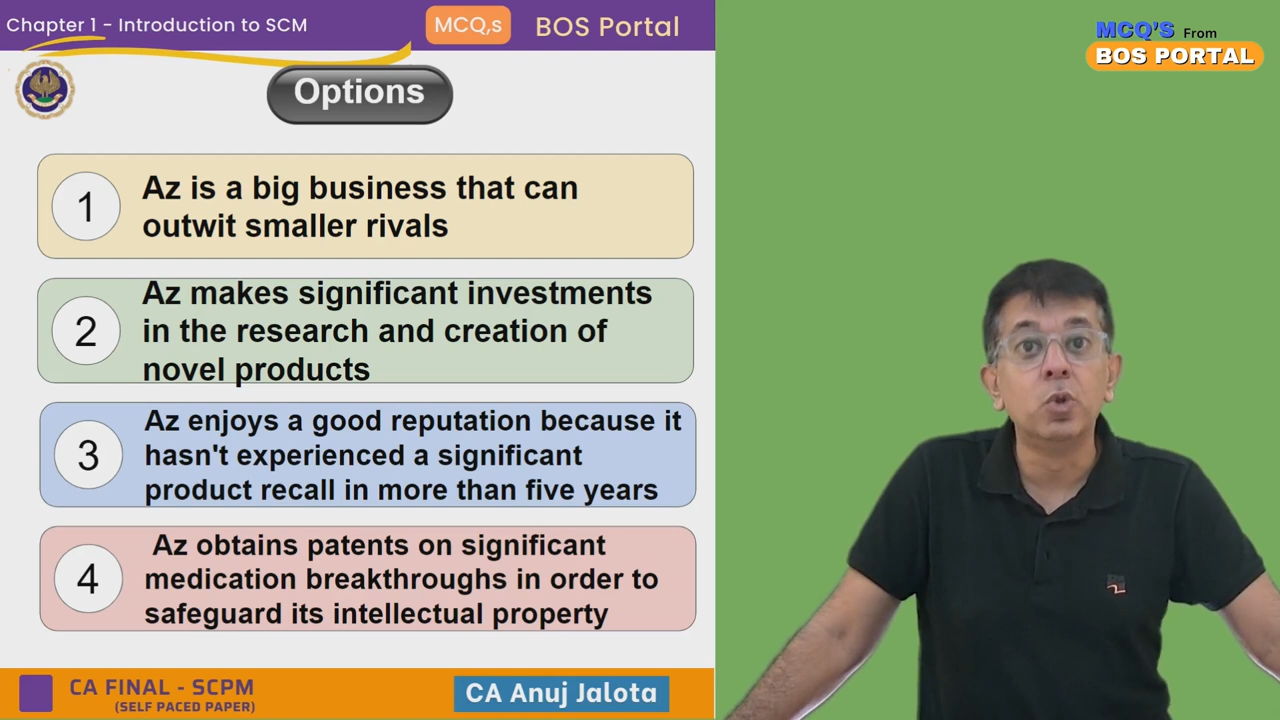 Chapter 1 - Introduction to SCM
MCQ,s
BOS Portal
MCQ'S From
BOS PORTAL
Options
1
Az is a big business that can
outwit smaller rivals
2
Az makes significant investments
in the research and creation of
novel products
3
Az enjoys a good reputation because it
hasn't experienced a significant
product recall in more than five years
4
Az obtains patents on significant
medication breakthroughs in order to
safeguard its intellectual property
CA FINAL - SCPM
(SELF PACED PAPER)
CA Anuj Jalota